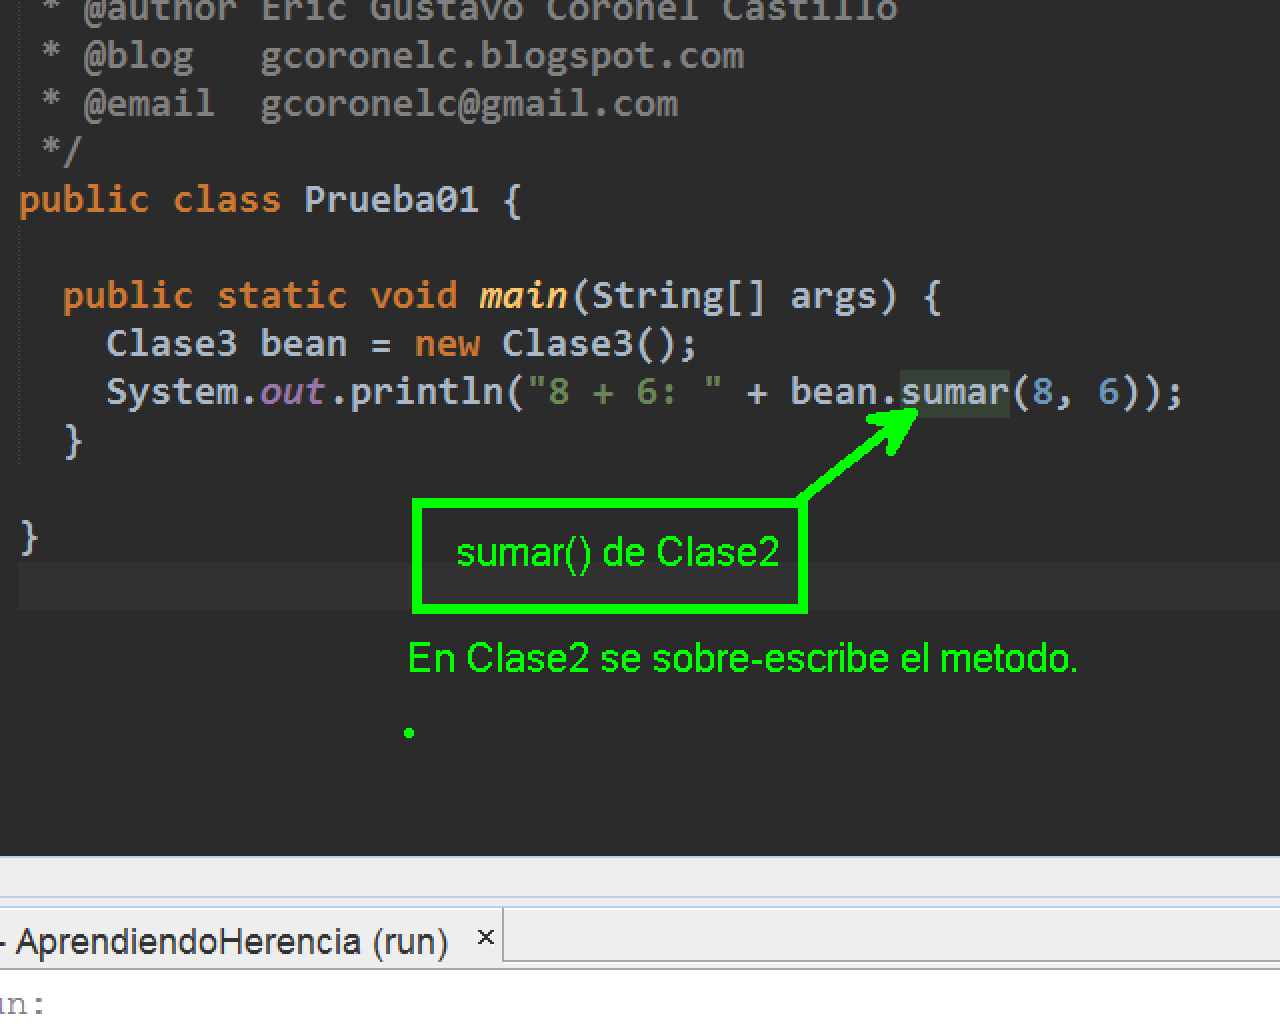 * @author Eric Gustavo Coronel Castillo
* @blog gcoronelc.blogspot.com
* @email gcoronelc@gmail.com
*/
public class Prueba01 {
public static void main(String[] args) {
Clase3 bean = new Clase3();
System.out.println("8 + 6: " + bean.sumar(8, 6));
}
}
sumar() de Clase2
En Clase2 se sobre-escribe el metodo.
- AprendiendoHerencia (run) ×
un: